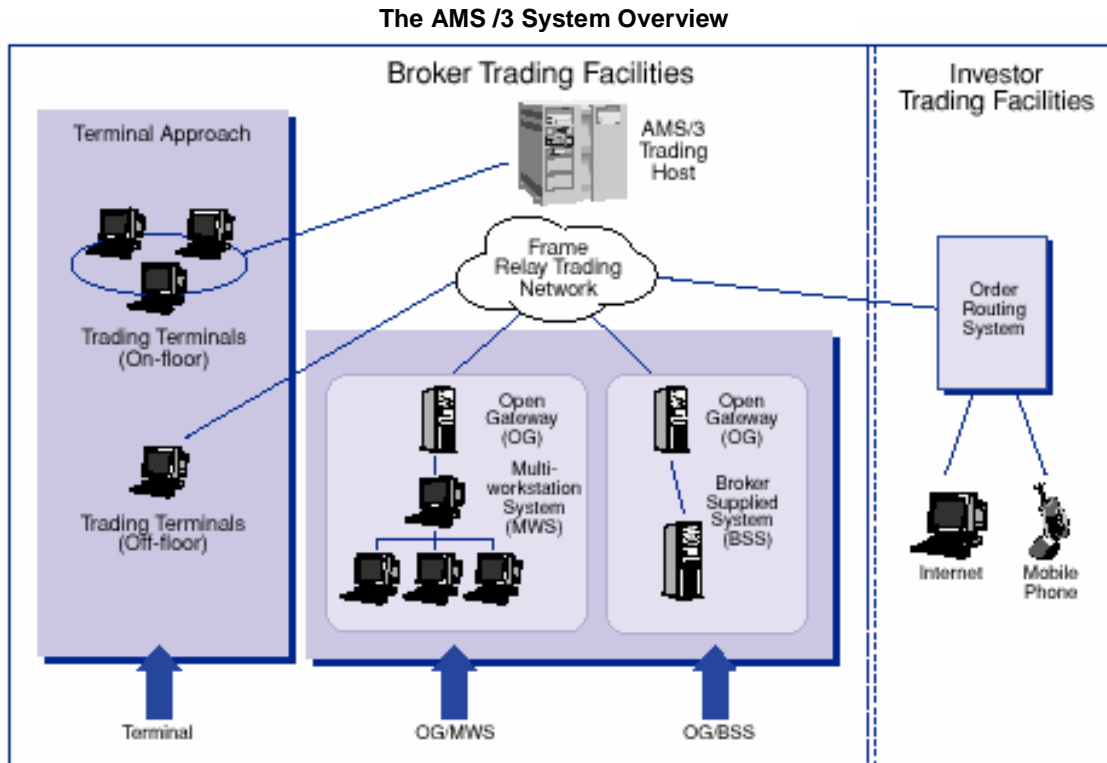 The AMS /3 System Overview
Broker Trading Facilities
Investor
Trading Facilities
Terminal Approach
AMS/3
Trading
Host
Frame
Relay Trading
Network
Order
Routing
System
Trading Terminals
(On-floor)
Open
Gateway
(OG)
Multi-
workstation
System
(MWS)
Open
Gateway
(OG)
Broker
Supplied
System
(BSS)
Trading Terminals
(Off-floor)
Internet
Mobile
Phone
Terminal
OG/MWS
OG/BSS